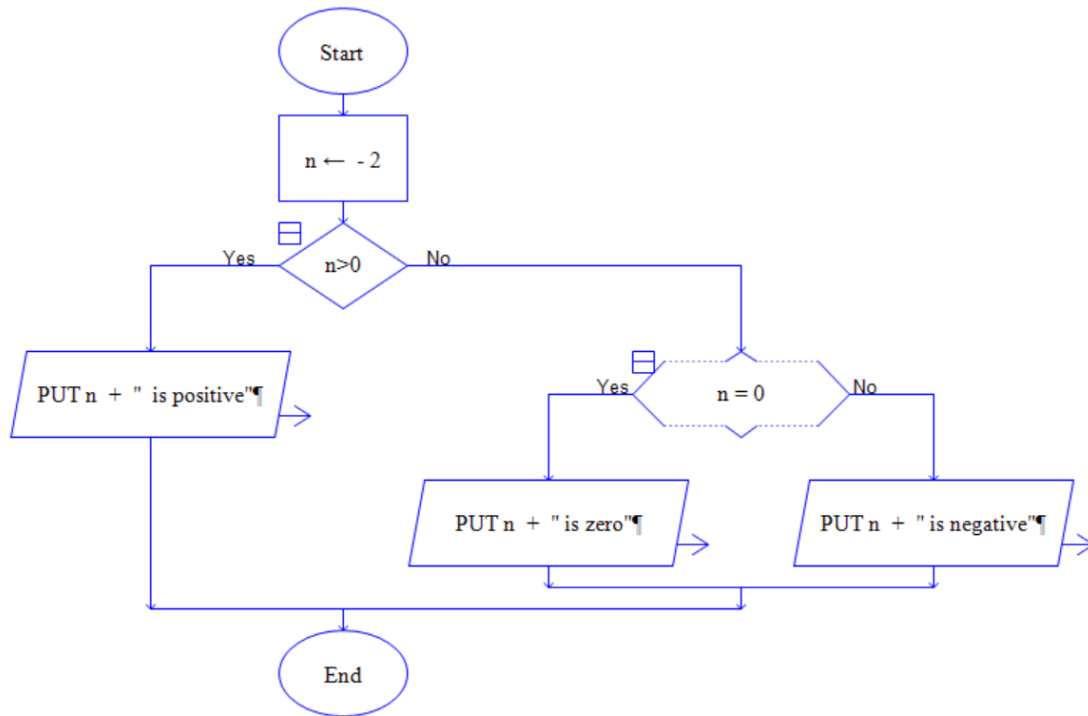 Start
n ← - 2
n>0
Yes
No
PUT n + " is positive"¶
n = 0
Yes
No
PUT n + " is zero"¶
PUT n + " is negative"¶
End